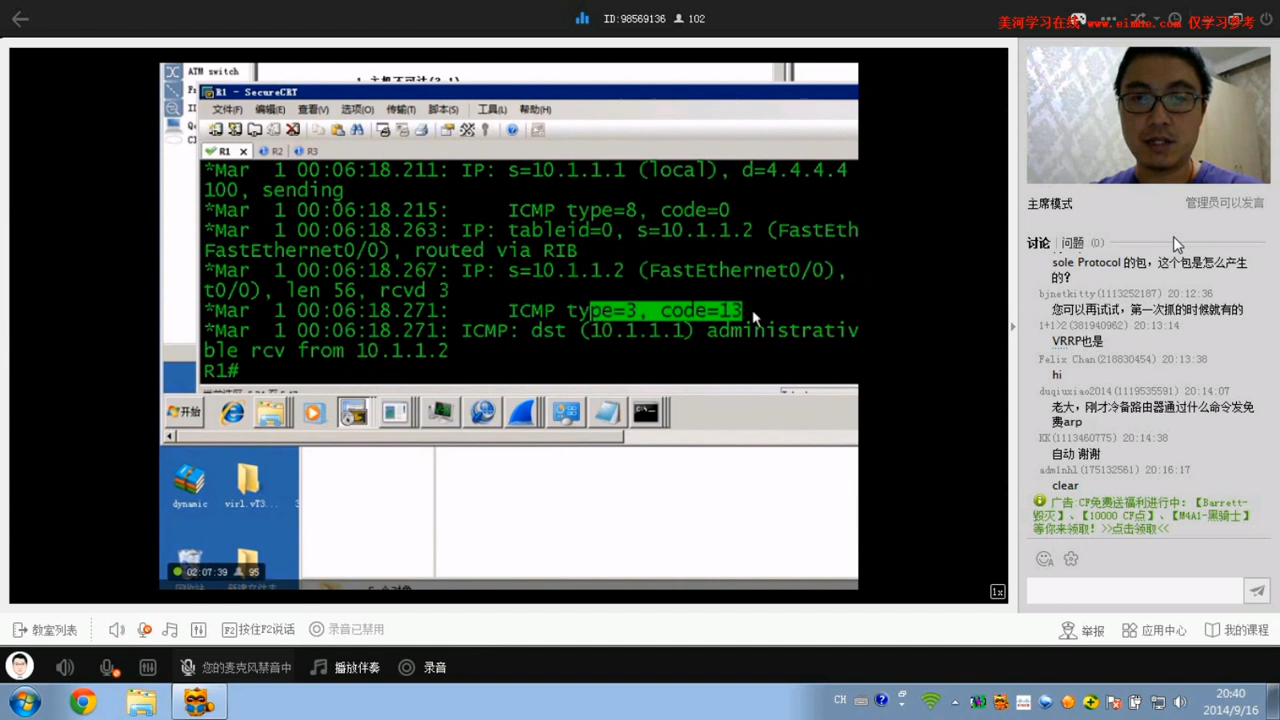 ID:98569136 102
美河学习在线 www.eimhe.com 仅学习参考
ATM switch
1 主机不可达(3,1)
R1 - SecureCRT
文件(F) 编辑(E) 查看(V) 选项(O) 传输(T) 脚本(S) 工具(L) 帮助(H)
R1 R2 R3
*Mar 1 00:06:18.211: IP: s=10.1.1.1 (local), d=4.4.4.4
100, sending
*Mar 1 00:06:18.215: ICMP type=8, code=0
*Mar 1 00:06:18.263: IP: tableid=0, s=10.1.1.2 (FastEth
FastEthernet0/0), routed via RIB
*Mar 1 00:06:18.267: IP: s=10.1.1.2 (FastEthernet0/0),
t0/0), len 56, rcvd 3
*Mar 1 00:06:18.271: ICMP type=3, code=13
*Mar 1 00:06:18.271: ICMP: dst (10.1.1.1) administrativ
ble rcv from 10.1.1.2
R1#
开始
dynamic virl.vT3...
02:07:39 95
1x
主席模式 管理员可以发言
讨论 问题 (0)
sole Protocol 的包，这个包是怎么产生
的?
bjnetkitty(1113252187) 20:12:36
您可以再试试，第一次抓的时候就有的
1+1>2(381940962) 20:13:14
VRRP也是
Felix Chan(218830454) 20:13:38
hi
duqiuxiao2014(1119535591) 20:14:07
老大，刚才冷备路由器通过什么命令发免
费arp
KK(1113460775) 20:14:38
自动 谢谢
adm1nhl(175132561) 20:16:17
clear
广告:CF免费送福利进行中：【Barrett-
毁灭】、【10000 CF点】、【M4A1-黑骑士】
等你来领取！>>点击领取<<
教室列表 F2 按住F2说话 录音已禁用 举报 应用中心 我的课程
您的麦克风禁音中 播放伴奏 录音
CH 20:40
2014/9/16